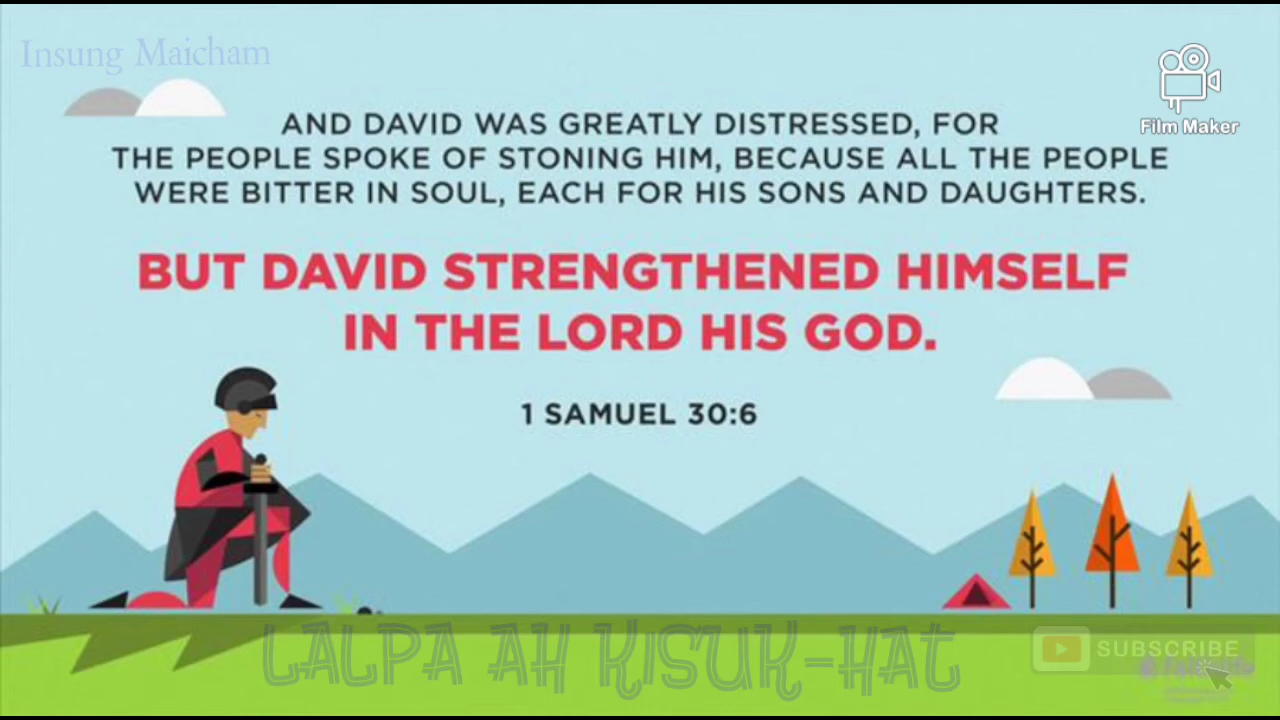 Insung Maicham
Film Maker
AND DAVID WAS GREATLY DISTRESSED, FOR
THE PEOPLE SPOKE OF STONING HIM, BECAUSE ALL THE PEOPLE
WERE BITTER IN SOUL, EACH FOR HIS SONS AND DAUGHTERS.
BUT DAVID STRENGTHENED HIMSELF
IN THE LORD HIS GOD.
1 SAMUEL 30:6
LALPA AH KISUK-HAT
SUBSCRIBE